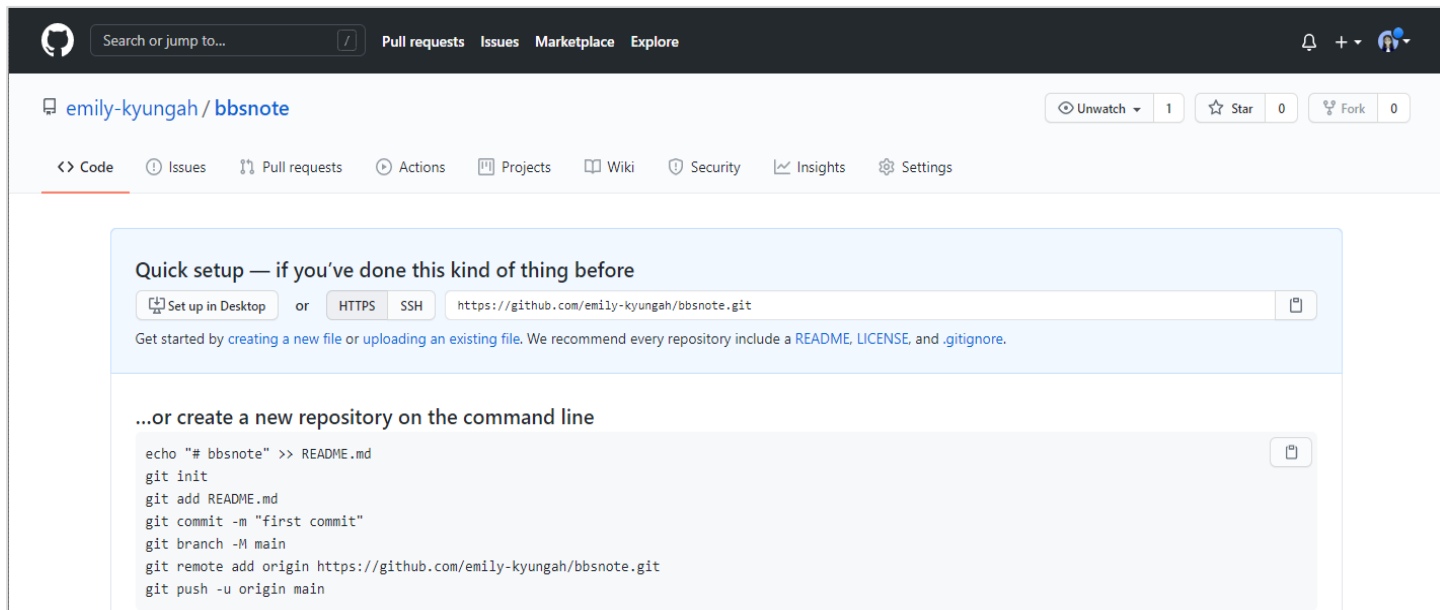 Search or jump to... / Pull requests Issues Marketplace Explore
emily-kyungah / bbsnote Unwatch 1 Star 0 Fork 0
<> Code Issues Pull requests Actions Projects Wiki Security Insights Settings
Quick setup — if you've done this kind of thing before
Set up in Desktop or HTTPS SSH https://github.com/emily-kyungah/bbsnote.git
Get started by creating a new file or uploading an existing file. We recommend every repository include a README, LICENSE, and .gitignore.
…or create a new repository on the command line
echo "# bbsnote" >> README.md
git init
git add README.md
git commit -m "first commit"
git branch -M main
git remote add origin https://github.com/emily-kyungah/bbsnote.git
git push -u origin main